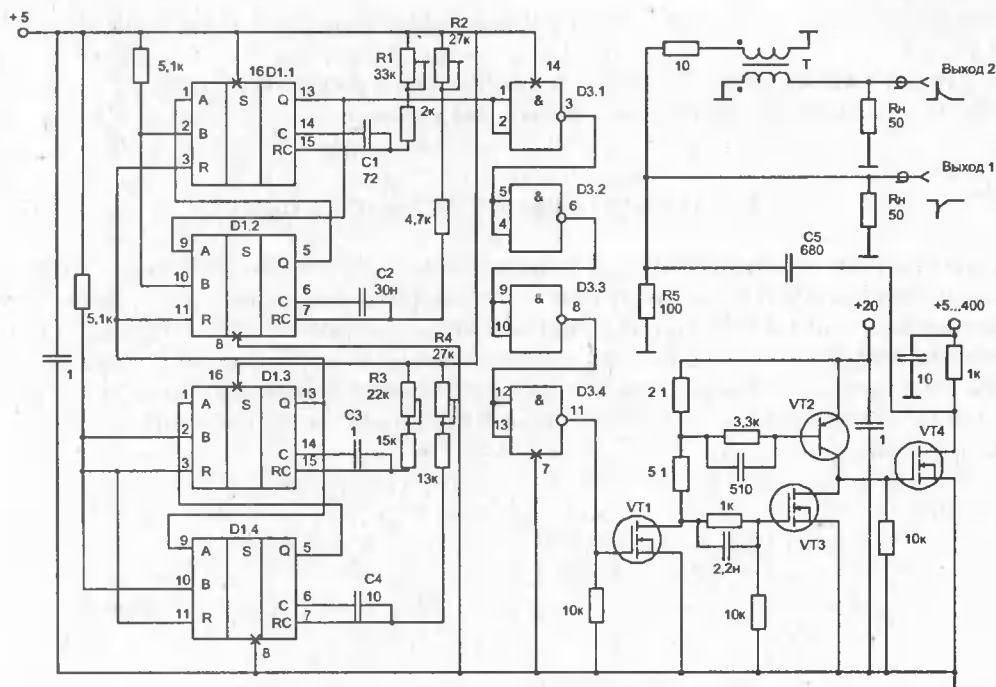 + 5
5,1к
16
D1.1
1
A
S
Q
13
2
B
C
14
3
R
RC
15
C1
72
R1
33к
R2
27к
2к
14
1
2
&
3
D3.1
10
T
Выход 2
Rн
50
Выход 1
Rн
50
D1.2
9
A
S
Q
5
10
B
C
6
11
R
RC
7
8
C2
30н
4,7к
5
4
&
6
D3.2
9
10
&
8
D3.3
C5
680
R5
100
+20
+5...400
10
1к
5,1к
1
16
D1.3
1
A
S
Q
13
2
B
C
14
3
R
RC
15
C3
1
R3
22к
R4
27к
15к
13к
12
13
&
11
D3.4
7
2 1
3,3к
510
5 1
VT2
1
VT4
VT1
1к
2,2н
VT3
10к
10к
10к
D1.4
9
A
S
Q
5
10
B
C
6
11
R
RC
7
8
C4
10